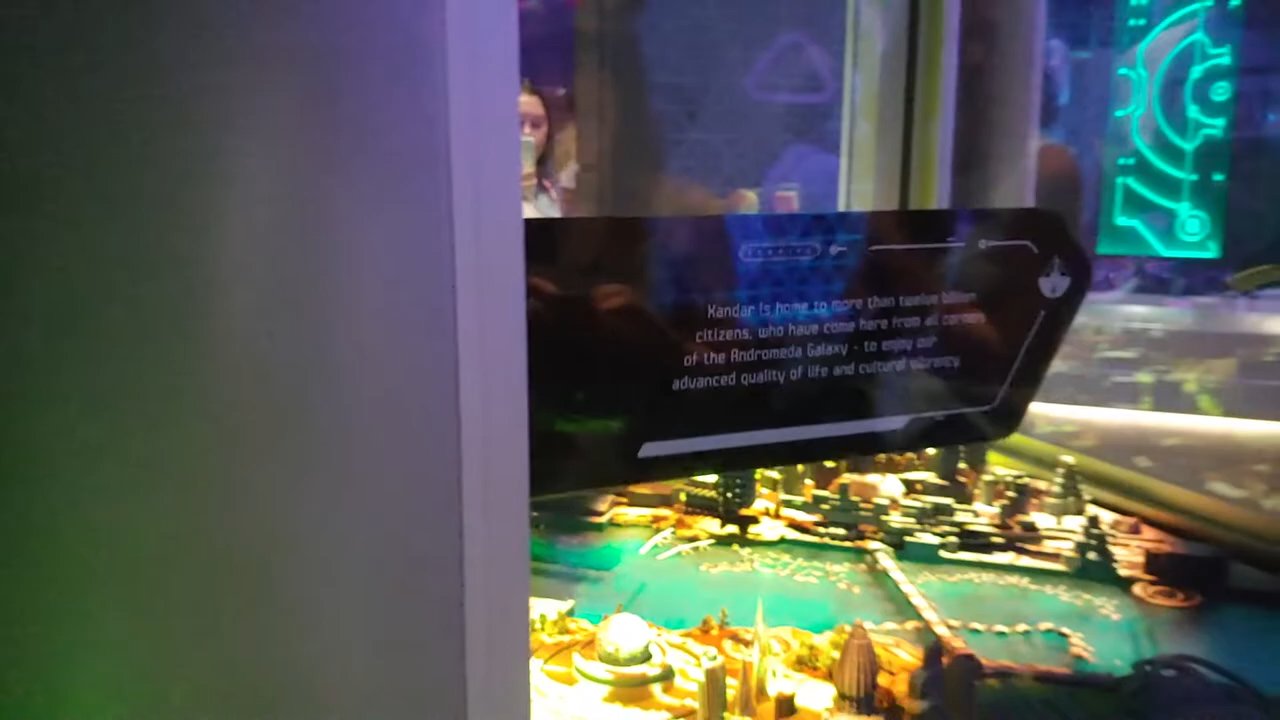 Xandar is home to more than twelve billion
citizens, who have come here from all corners
of the Andromeda Galaxy - to enjoy our
advanced quality of life and cultural vibrancy.